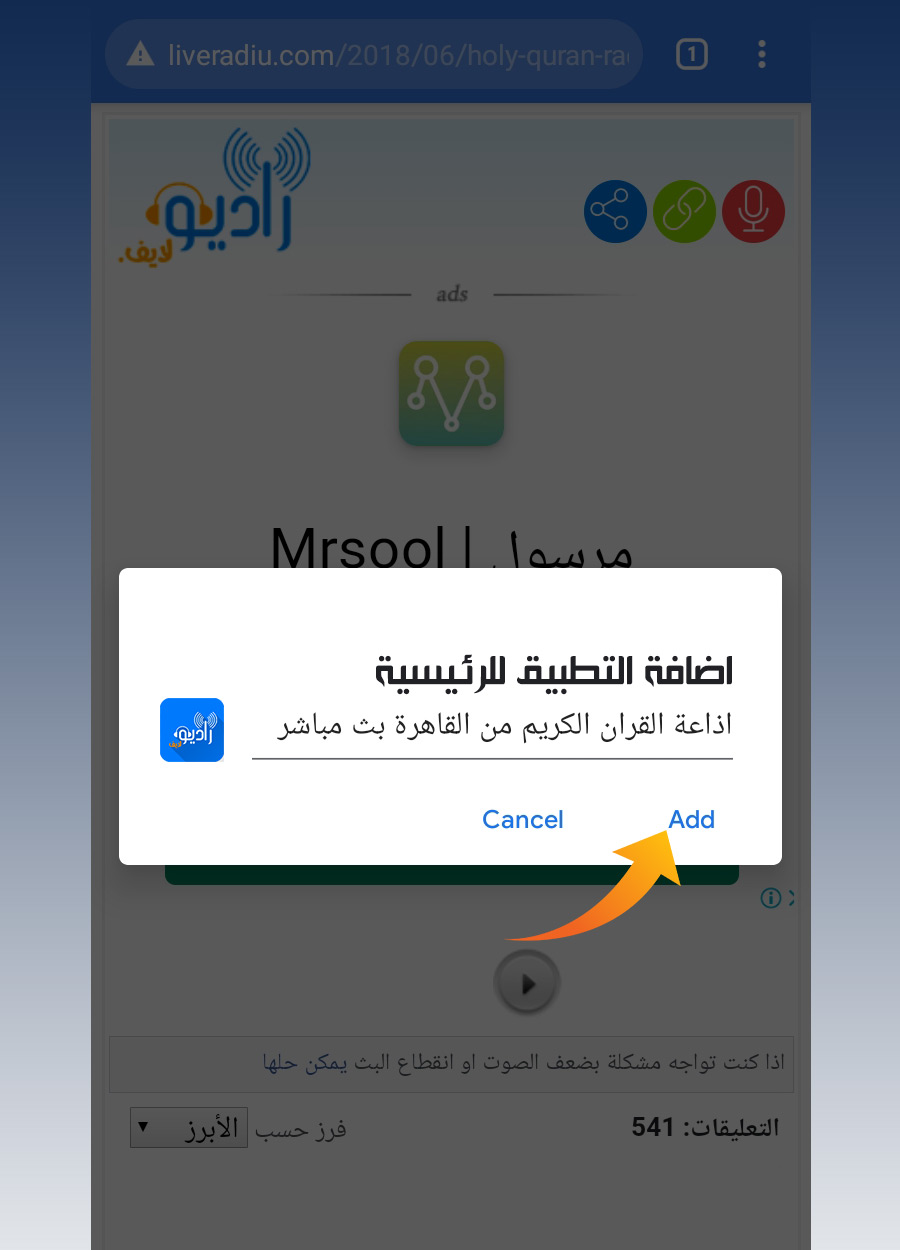 liveradiu.com/2018/06/holy-quran-ra
1
راديو
لايف.
ads
مرسول | Mrsool
اضافة التطبيق للرئيسية
راديو
لايف
اذاعة القران الكريم من القاهرة بث مباشر
Cancel
Add
اذا كنت تواجه مشكلة بضعف الصوت او انقطاع البث يمكن حلها
التعليقات: 541
فرز حسب الأبرز